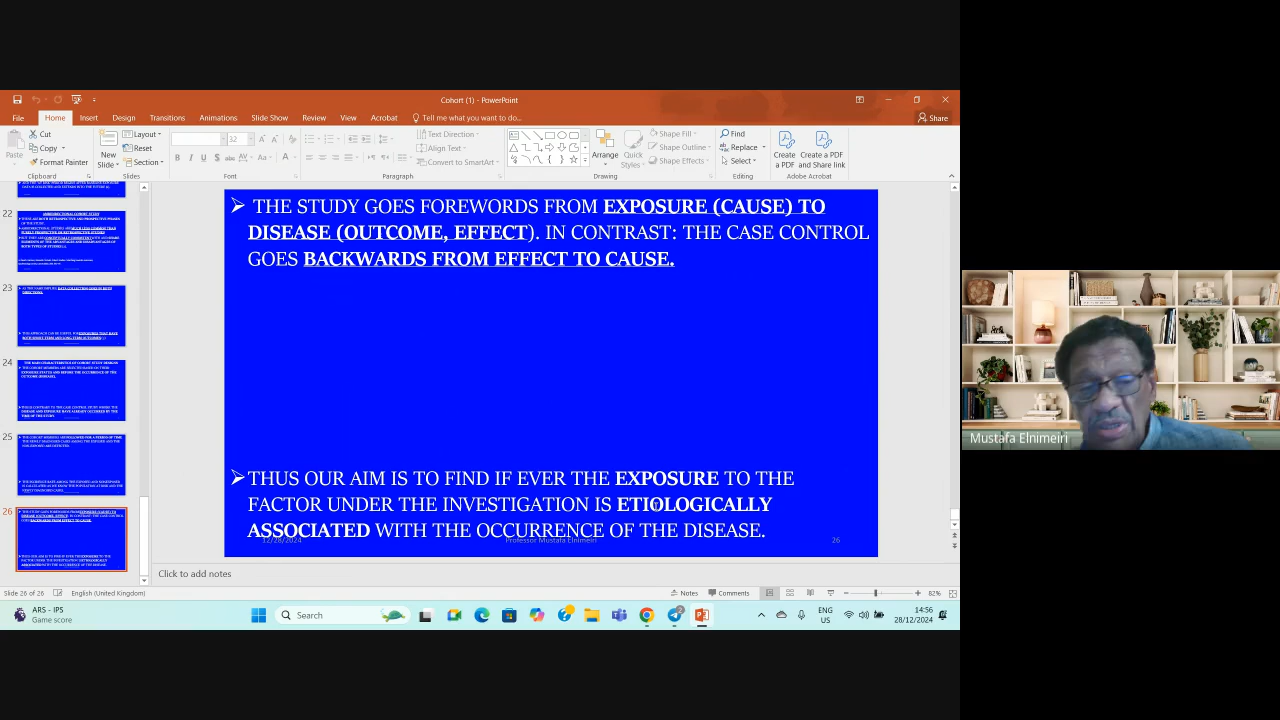 Cohort (1) - PowerPoint
File Home Insert Design Transitions Animations Slide Show Review View Acrobat Tell me what you want to do... Share
Paste
Cut
Copy
Format Painter
Clipboard
New Slide
Layout
Reset
Section
Slides
32
Font
Text Direction
Align Text
Convert to SmartArt
Paragraph
Arrange
Quick Styles
Shape Fill
Shape Outline
Shape Effects
Drawing
Find
Replace
Select
Editing
Create a PDF
Create a PDF and Share link
Adobe Acrobat
22
23
24
25
26
THE STUDY GOES FOREWORDS FROM EXPOSURE (CAUSE) TO
DISEASE (OUTCOME, EFFECT). IN CONTRAST: THE CASE CONTROL
GOES BACKWARDS FROM EFFECT TO CAUSE.
THUS OUR AIM IS TO FIND IF EVER THE EXPOSURE TO THE
FACTOR UNDER THE INVESTIGATION IS ETIOLOGICALLY
ASSOCIATED WITH THE OCCURRENCE OF THE DISEASE.
12/28/2024 Professor Mustafa Elnimeiri 26
Click to add notes
Slide 26 of 26 English (United Kingdom) Notes Comments 82%
ARS - IPS
Game score
Search
ENG
US
14:56
28/12/2024
Mustafa Elnimeiri